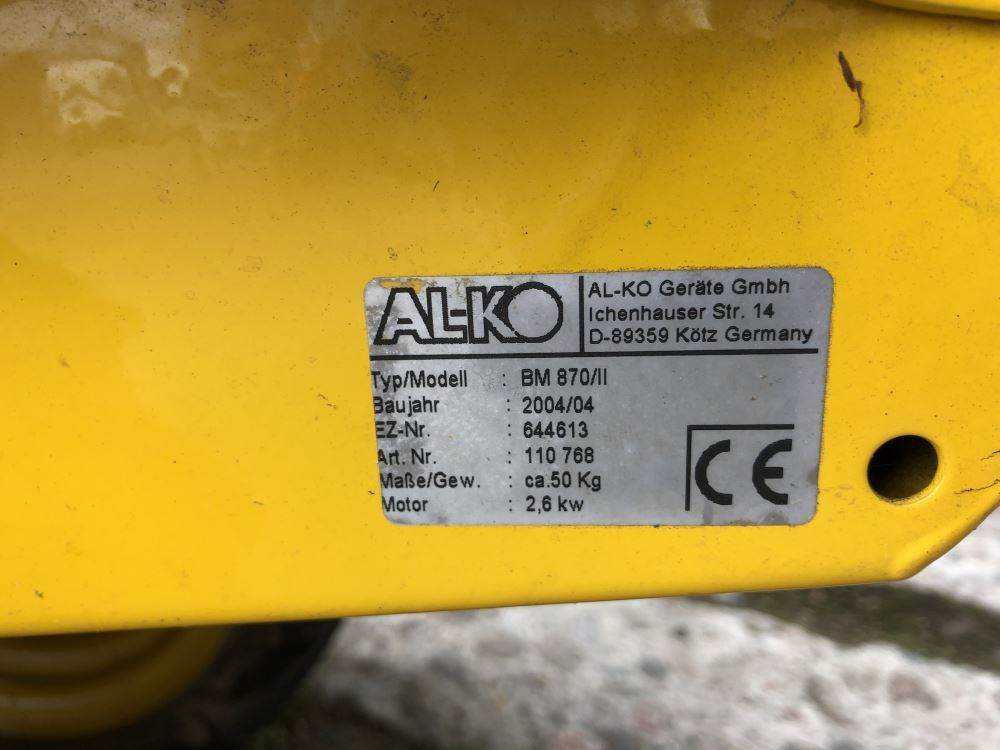 AL-KO
AL-KO Geräte Gmbh
Ichenhauser Str. 14
D-89359 Kötz Germany
Typ/Modell : BM 870/II
Baujahr : 2004/04
EZ-Nr. : 644613
Art. Nr. : 110 768
Maße/Gew. : ca.50 Kg
Motor : 2,6 kw
CE